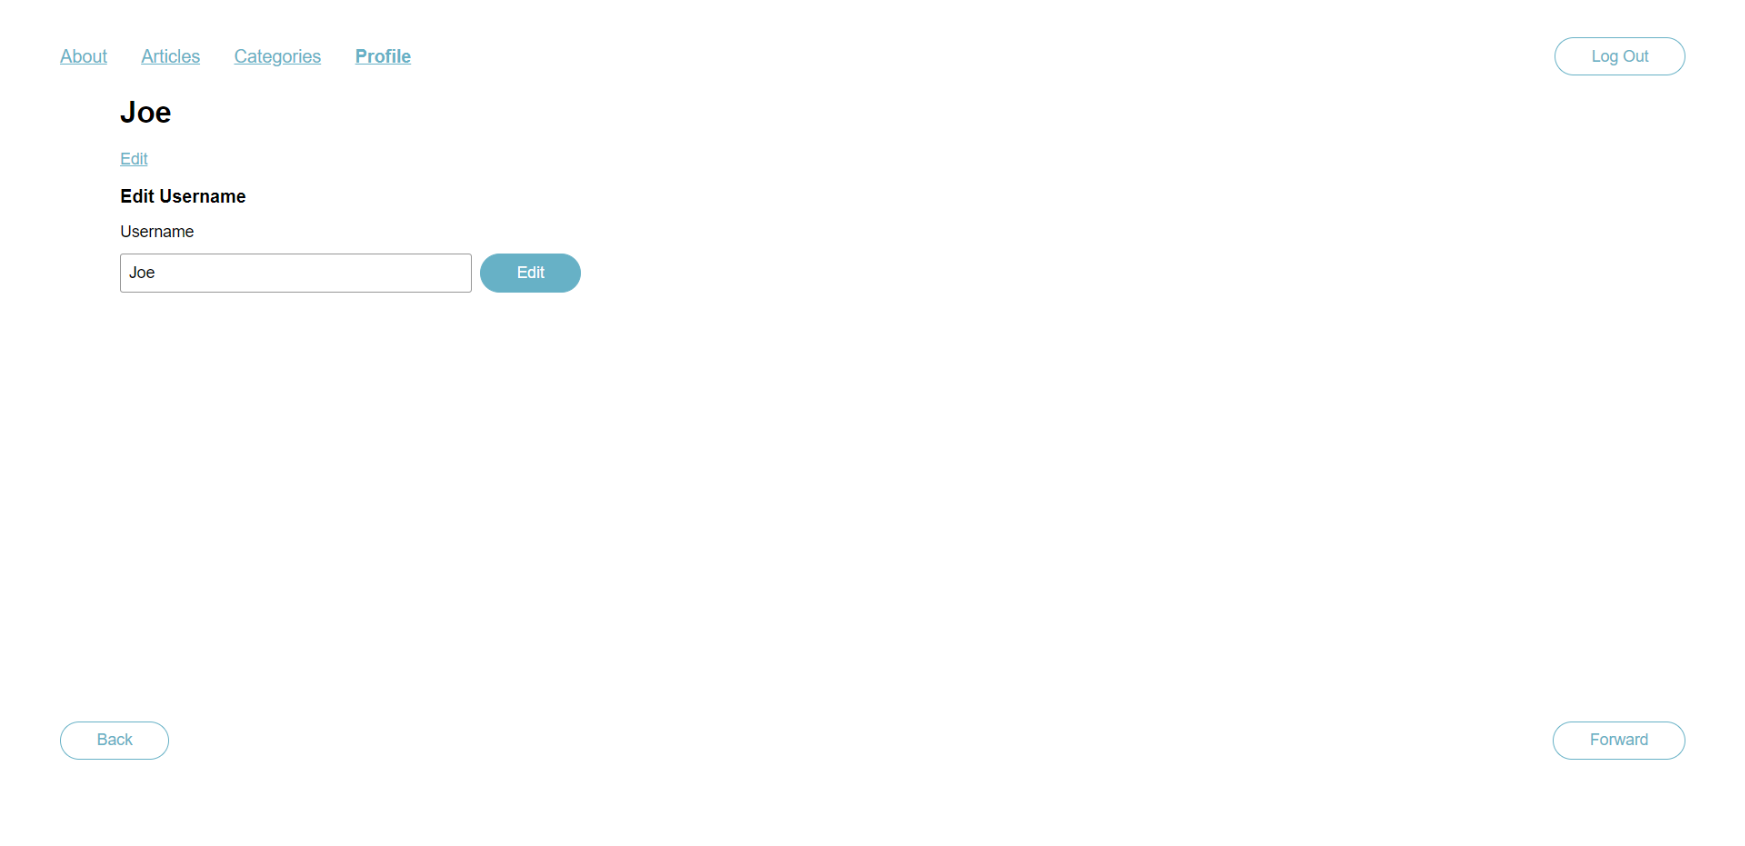 About Articles Categories Profile Log Out
Joe
Edit
Edit Username
Username
Joe Edit
Back Forward